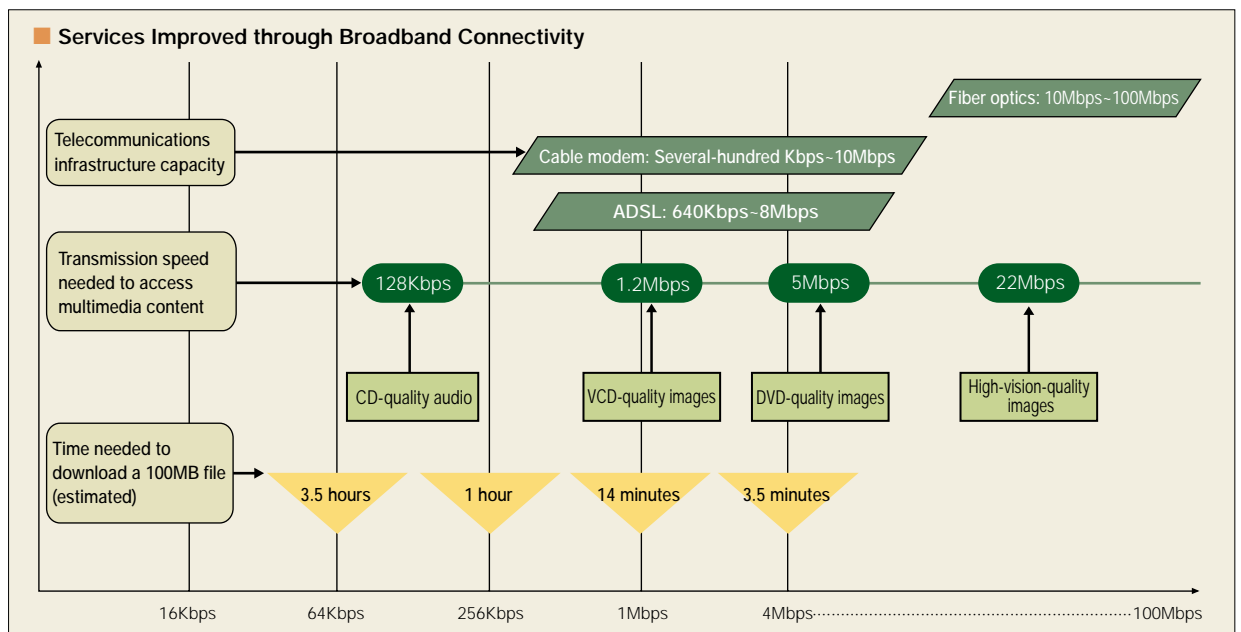 Services Improved through Broadband Connectivity
Fiber optics: 10Mbps~100Mbps
Telecommunications
infrastructure capacity
Cable modem: Several-hundred Kbps~10Mbps
ADSL: 640Kbps~8Mbps
Transmission speed
needed to access
multimedia content
128Kbps
1.2Mbps
5Mbps
22Mbps
CD-quality audio
VCD-quality images
DVD-quality images
High-vision-quality
images
Time needed to
download a 100MB file
(estimated)
3.5 hours
1 hour
14 minutes
3.5 minutes
16Kbps
64Kbps
256Kbps
1Mbps
4Mbps
100Mbps